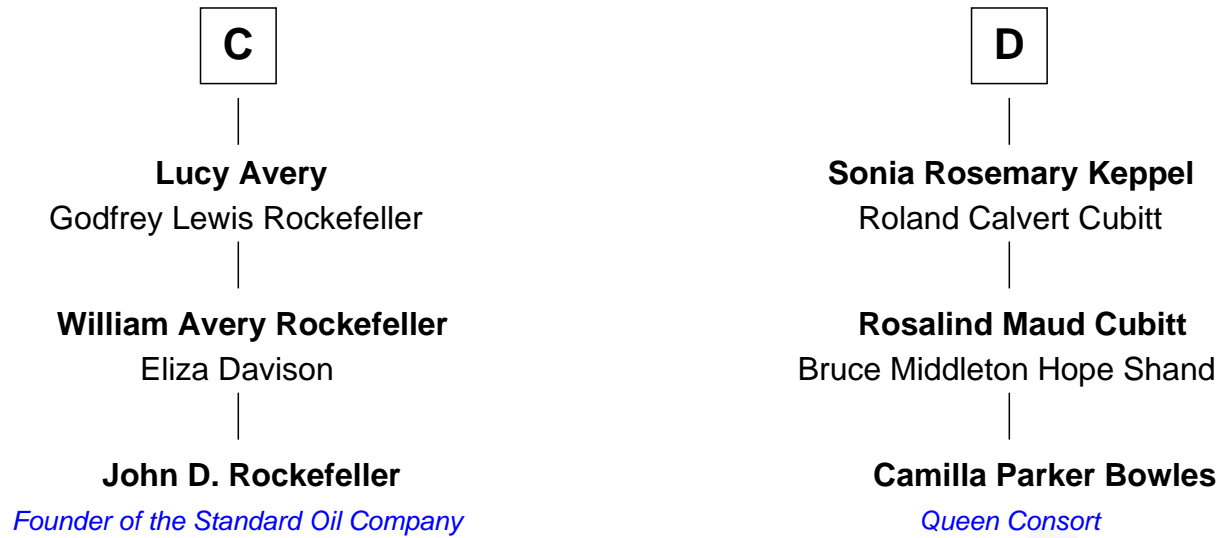 C
Lucy Avery
Godfrey Lewis Rockefeller
William Avery Rockefeller
Eliza Davison
John D. Rockefeller
Founder of the Standard Oil Company
D
Sonia Rosemary Keppel
Roland Calvert Cubitt
Rosalind Maud Cubitt
Bruce Middleton Hope Shand
Camilla Parker Bowles
Queen Consort